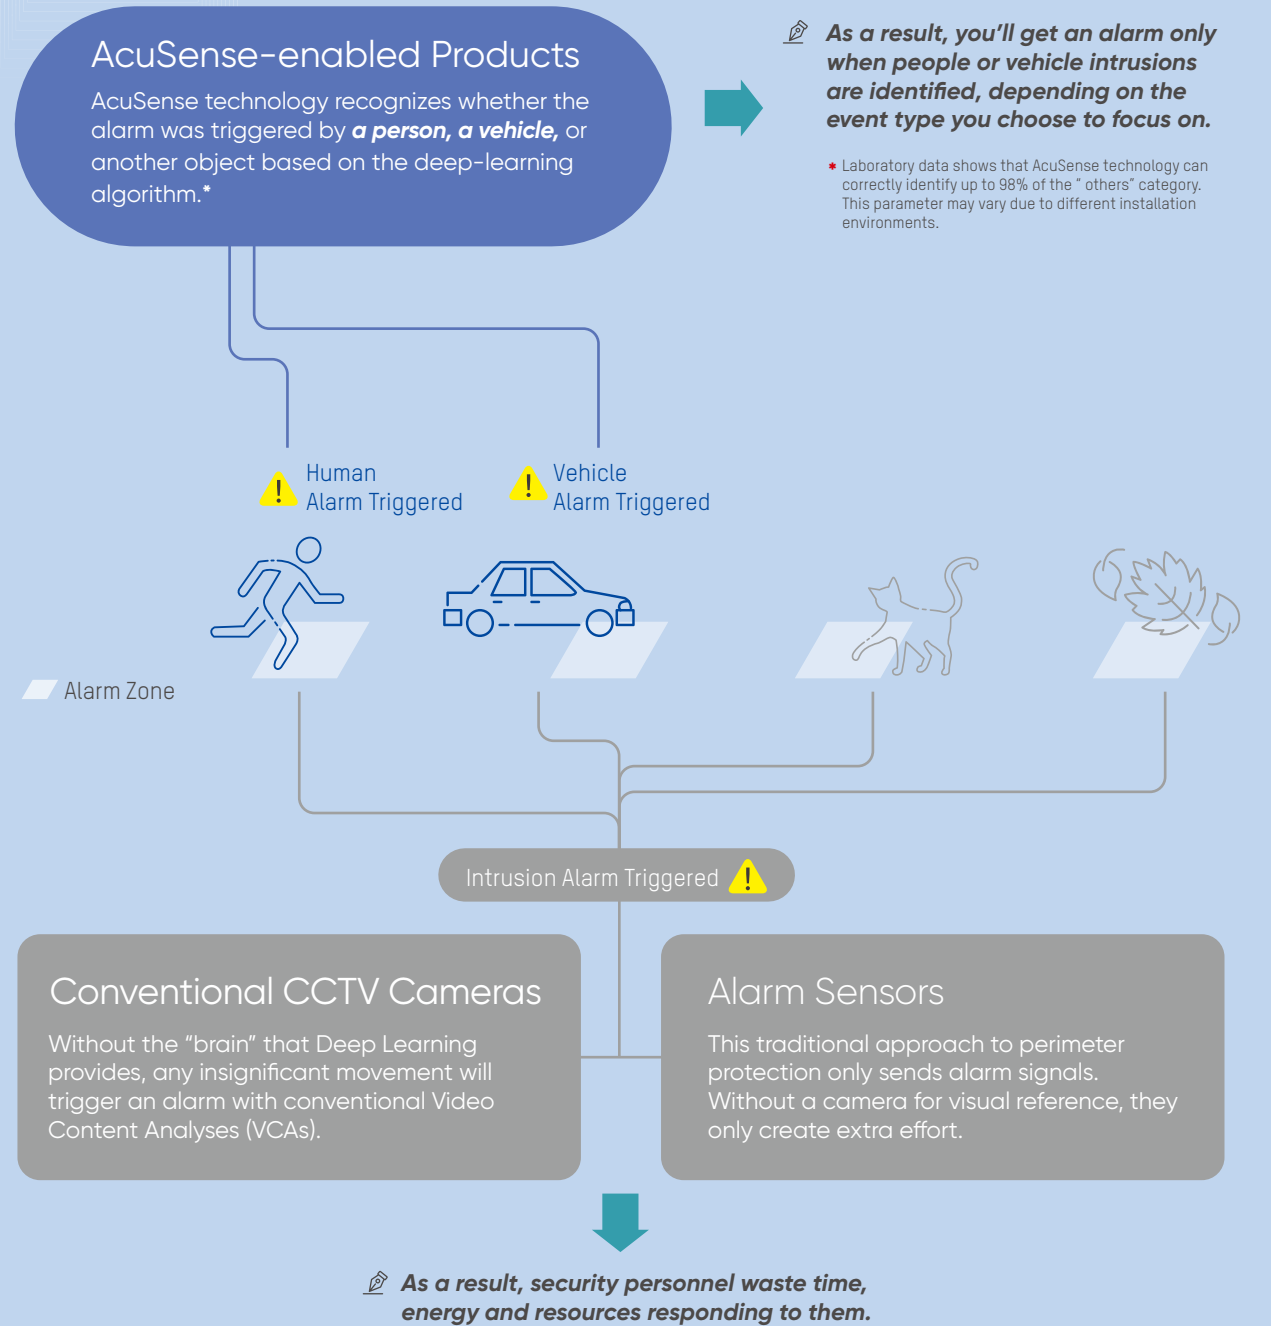 AcuSense-enabled Products
AcuSense technology recognizes whether the
alarm was triggered by a person, a vehicle, or
another object based on the deep-learning
algorithm.*
As a result, you’ll get an alarm only
when people or vehicle intrusions
are identified, depending on the
event type you choose to focus on.
* Laboratory data shows that AcuSense technology can
correctly identify up to 98% of the “ others” category.
This parameter may vary due to different installation
environments.
Human
Alarm Triggered
Vehicle
Alarm Triggered
Alarm Zone
Intrusion Alarm Triggered
Conventional CCTV Cameras
Without the “brain” that Deep Learning
provides, any insignificant movement will
trigger an alarm with conventional Video
Content Analyses (VCAs).
Alarm Sensors
This traditional approach to perimeter
protection only sends alarm signals.
Without a camera for visual reference, they
only create extra effort.
As a result, security personnel waste time,
energy and resources responding to them.